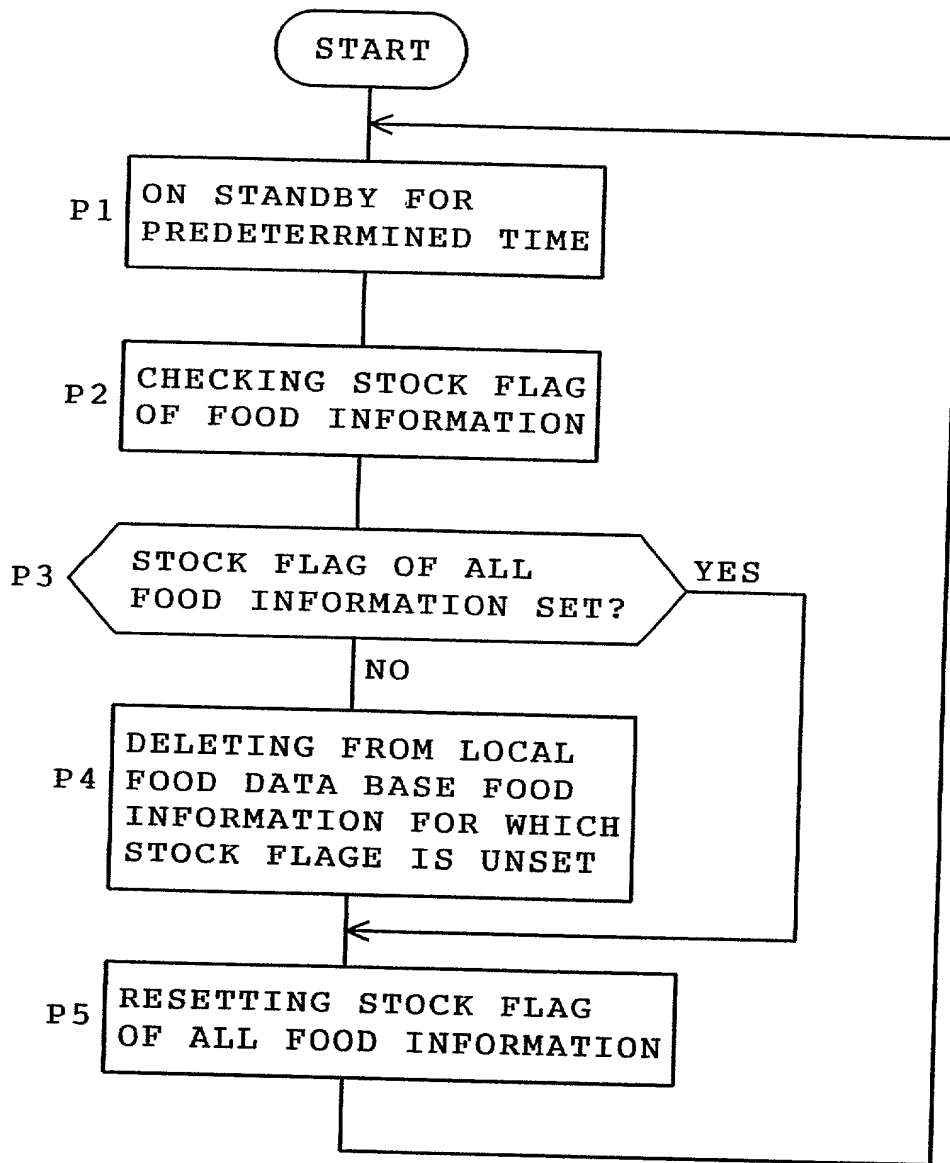 START
P1
ON STANDBY FOR
PREDETERRMINED TIME
P2
CHECKING STOCK FLAG
OF FOOD INFORMATION
P3
STOCK FLAG OF ALL
FOOD INFORMATION SET?
YES
NO
P4
DELETING FROM LOCAL
FOOD DATA BASE FOOD
INFORMATION FOR WHICH
STOCK FLAGE IS UNSET
P5
RESETTING STOCK FLAG
OF ALL FOOD INFORMATION